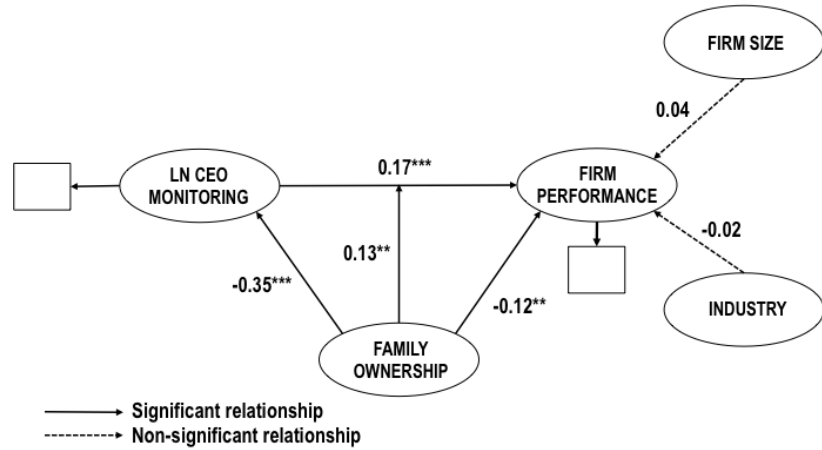 FIRM SIZE
0.04
0.17***
LN CEO
MONITORING
FIRM
PERFORMANCE
-0.02
0.13**
-0.35***
-0.12**
INDUSTRY
FAMILY
OWNERSHIP
Significant relationship
Non-significant relationship